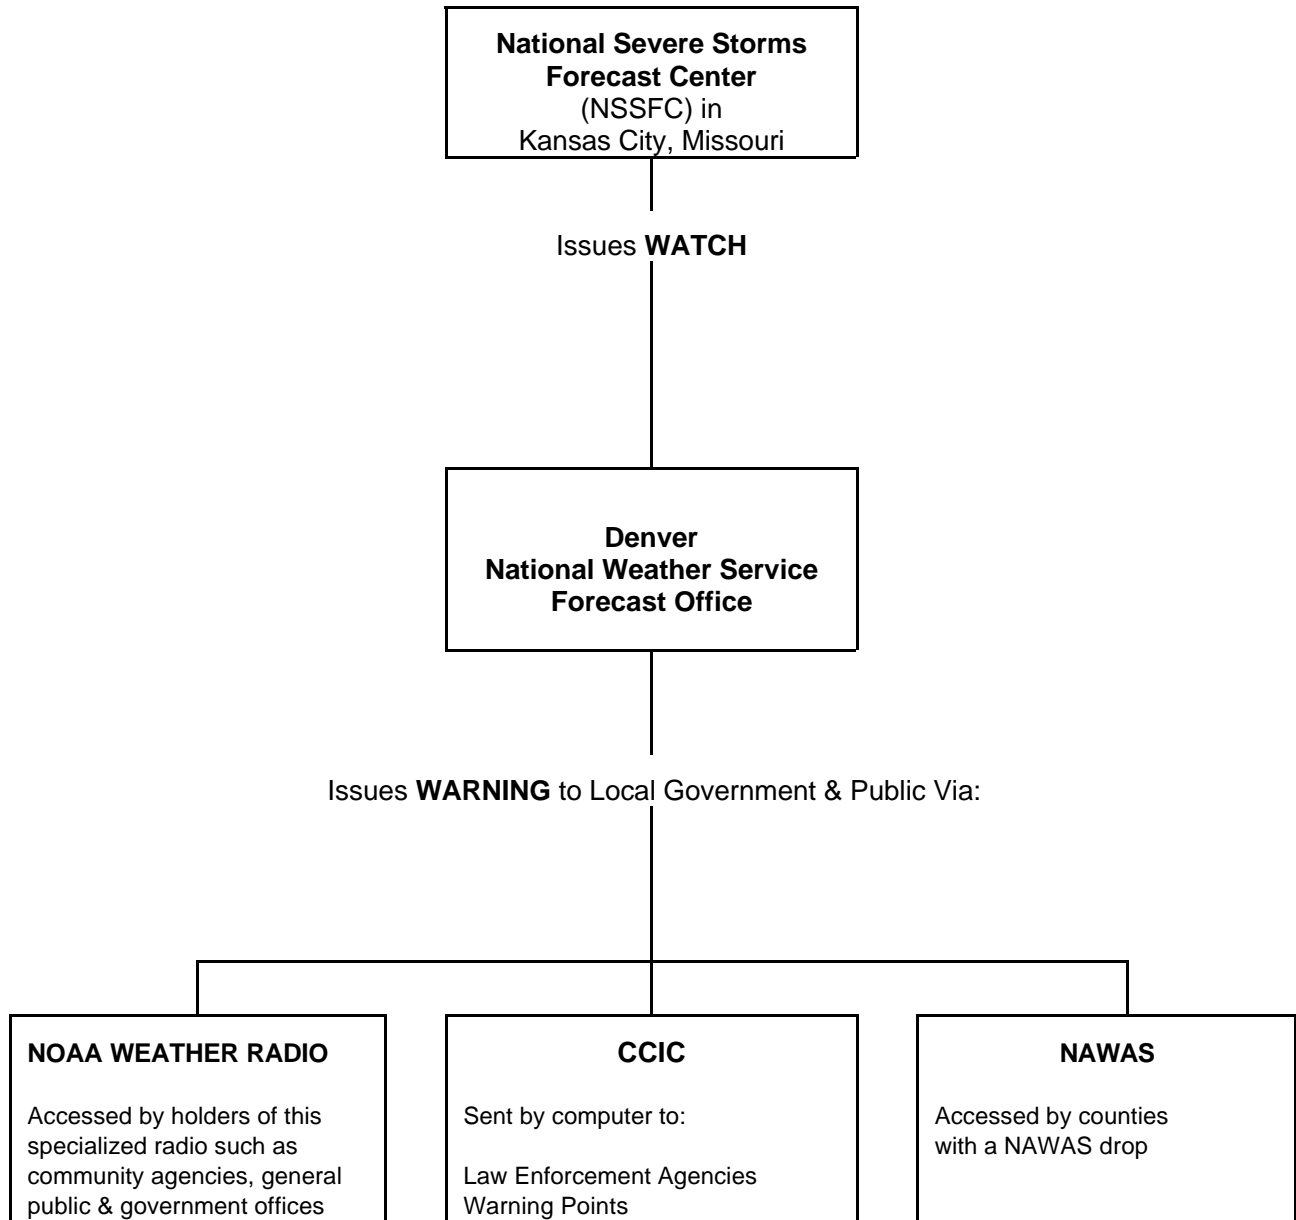 National Severe Storms
Forecast Center
(NSSFC) in
Kansas City, Missouri
Issues WATCH
Denver
National Weather Service
Forecast Office
Issues WARNING to Local Government & Public Via:
NOAA WEATHER RADIO
Accessed by holders of this
specialized radio such as
community agencies, general
public & government offices
CCIC
Sent by computer to:
Law Enforcement Agencies
Warning Points
NAWAS
Accessed by counties
with a NAWAS drop